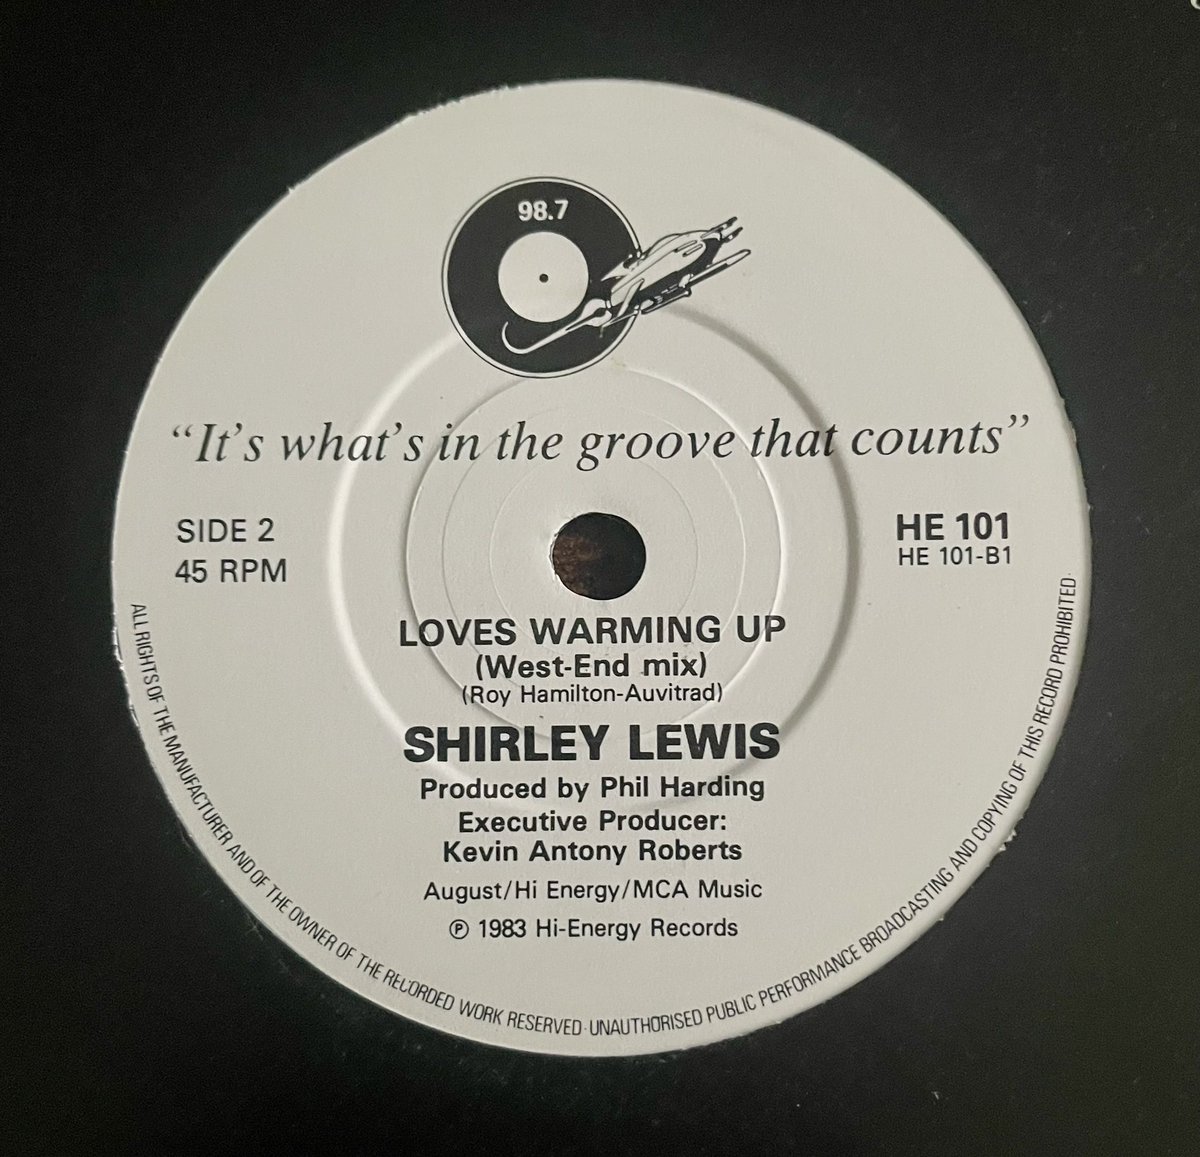 98.7
“It's what's in the groove that counts”
SIDE 2
45 RPM
HE 101
HE 101-B1
LOVES WARMING UP
(West-End mix)
(Roy Hamilton-Auvitrad)
SHIRLEY LEWIS
Produced by Phil Harding
Executive Producer:
Kevin Antony Roberts
August/Hi Energy/MCA Music
℗ 1983 Hi-Energy Records
ALL RIGHTS OF THE MANUFACTURER AND OF THE OWNER OF THE RECORDED WORK RESERVED·UNAUTHORISED PUBLIC PERFORMANCE BROADCASTING AND COPYING OF THIS RECORD PROHIBITED·